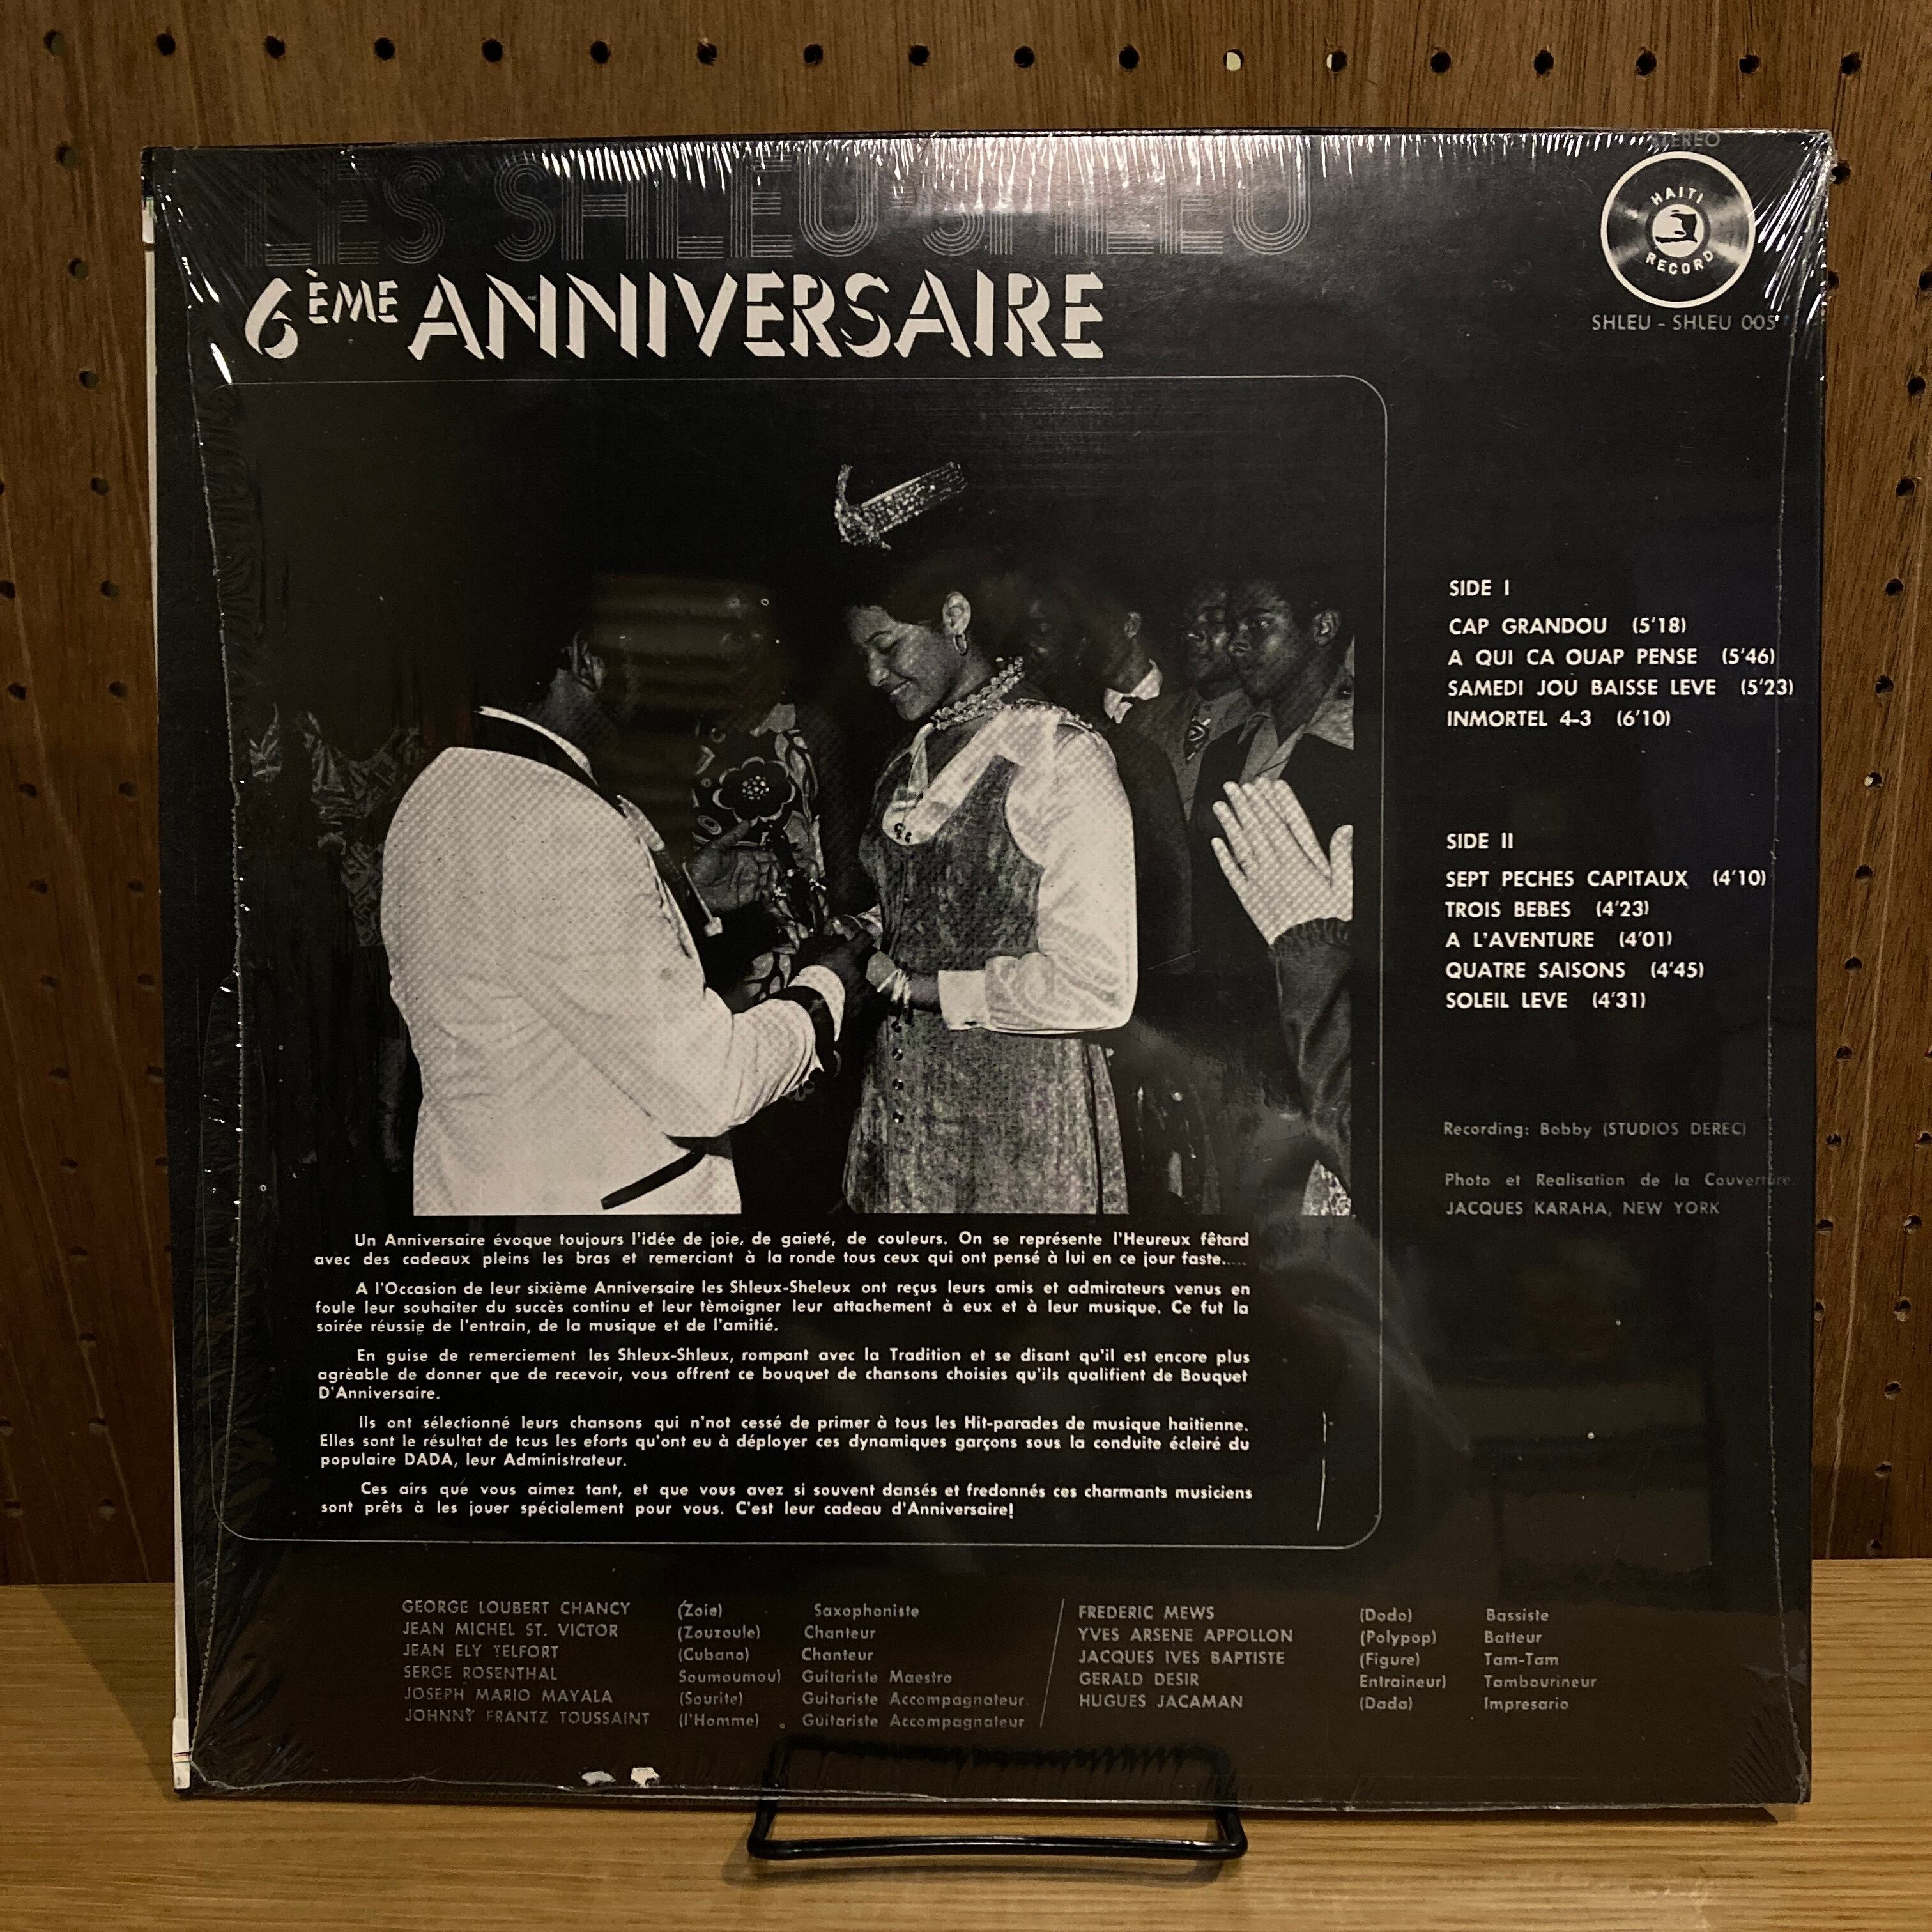 LES SHLEU SHLEU
6ÈME ANNIVERSAIRE
STEREO
HAITI
RECORD
SHLEU - SHLEU 005
SIDE I
CAP GRANDOU (5'18)
A QUI CA OUAP PENSE (5'46)
SAMEDI JOU BAISSE LEVE (5'23)
INMORTEL 4-3 (6'10)
SIDE II
SEPT PECHES CAPITAUX (4'10)
TROIS BEBES (4'23)
A L'AVENTURE (4'01)
QUATRE SAISONS (4'45)
SOLEIL LEVE (4'31)
Recording: Bobby (STUDIOS DEREC)
Photo et Realisation de la Couverture.
JACQUES KARAHA, NEW YORK
Un Anniversaire évoque toujours l'idée de joie, de gaieté, de couleurs. On se représente l'Heureux fêtard
avec des cadeaux pleins les bras et remerciant à la ronde tous ceux qui ont pensé à lui en ce jour faste.....
A l'Occasion de leur sixième Anniversaire les Shleux-Sheleux ont reçus leurs amis et admirateurs venus en
foule leur souhaiter du succès continu et leur tèmoigner leur attachement à eux et à leur musique. Ce fut la
soirée réussie de l'entrain, de la musique et de l'amitié.
En guise de remerciement les Shleux-Shleux, rompant avec la Tradition et se disant qu'il est encore plus
agrèable de donner que de recevoir, vous offrent ce bouquet de chansons choisies qu'ils qualifient de Bouquet
D'Anniversaire.
Ils ont sélectionné leurs chansons qui n'not cessé de primer à tous les Hit-parades de musique haitienne.
Elles sont le résultat de tous les eforts qu'ont eu à déployer ces dynamiques garçons sous la conduite écleiré du
populaire DADA, leur Administrateur.
Ces airs que vous aimez tant, et que vous avez si souvent dansés et fredonnés ces charmants musiciens
sont prêts à les jouer spécialement pour vous. C'est leur cadeau d'Anniversaire!
GEORGE LOUBERT CHANCY (Zoie) Saxophoniste
JEAN MICHEL ST. VICTOR (Zouzoule) Chanteur
JEAN ELY TELFORT (Cubano) Chanteur
SERGE ROSENTHAL Soumoumou) Guitariste Maestro
JOSEPH MARIO MAYALA (Sourite) Guitariste Accompagnateur
JOHNNY FRANTZ TOUSSAINT (l'Homme) Guitariste Accompagnateur
FREDERIC MEWS (Dodo) Bassiste
YVES ARSENE APPOLLON (Polypop) Batteur
JACQUES IVES BAPTISTE (Figure) Tam-Tam
GERALD DESIR Entraineur) Tambourineur
HUGUES JACAMAN (Dada) Impresario